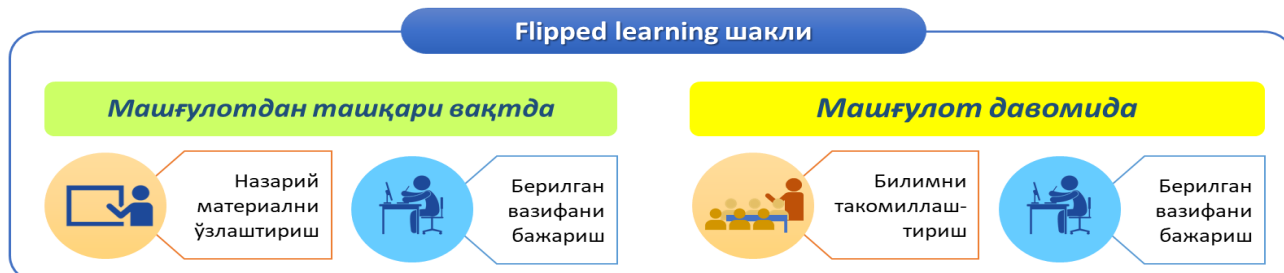 Flipped learning шакли
Машғулотдан ташқари вақтда
Назарий
материални
ўзлаштириш
Берилган
вазифани
бажариш
Машғулот давомида
Билимни
такомиллаш-
тириш
Берилган
вазифани
бажариш